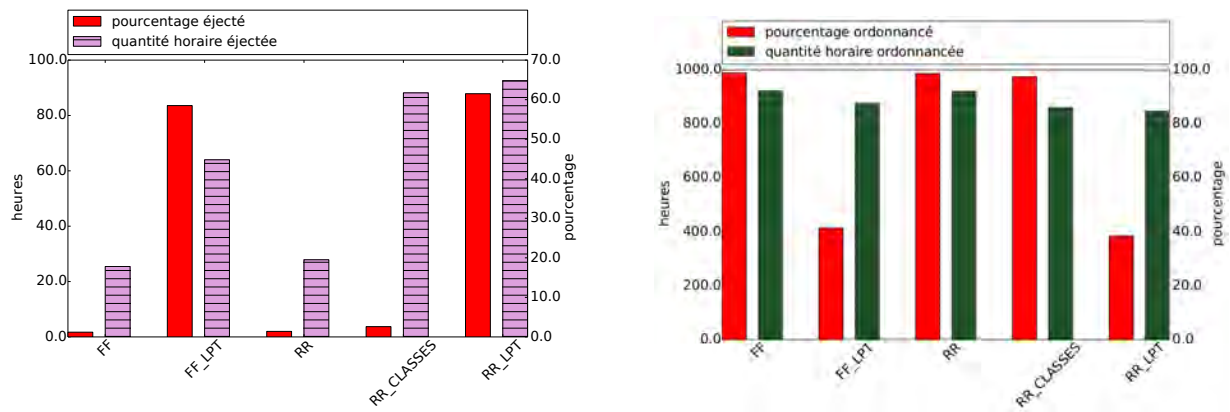 pourcentage éjecté
quantité horaire éjectée
100.0
80.0
60.0
40.0
20.0
0.0
heures
70.0
60.0
50.0
40.0
30.0
20.0
10.0
0.0
pourcentage
FF
FF_LPT
RR
RR_CLASSES
RR_LPT
pourcentage ordonnancé
quantité horaire ordonnancée
1000.0
800.0
600.0
400.0
200.0
0.0
heures
100.0
80.0
60.0
40.0
20.0
0.0
pourcentage
FF
FF_LPT
RR
RR_CLASSES
RR_LPT